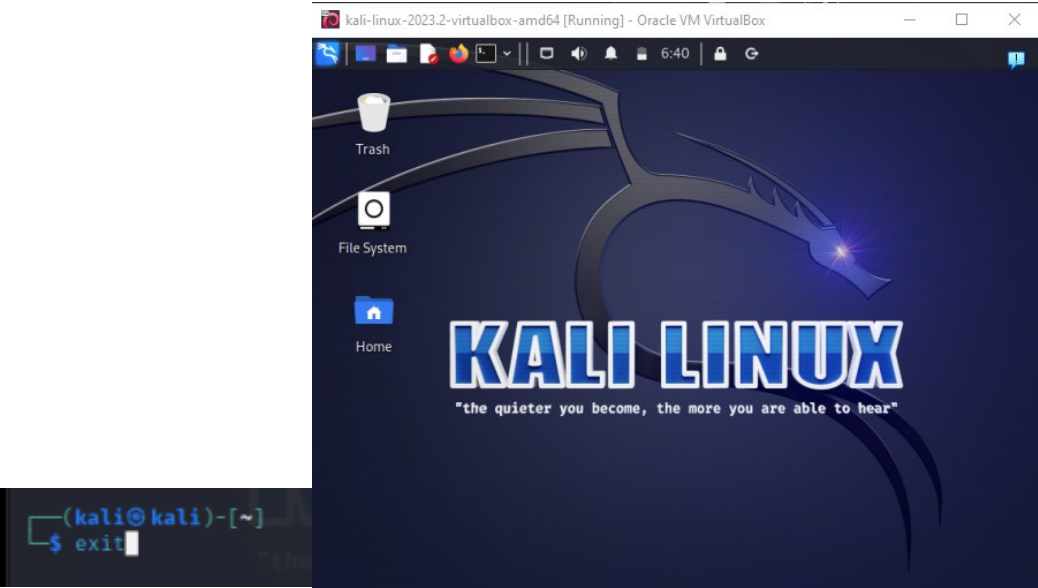 kali-linux-2023.2-virtualbox-amd64 [Running] - Oracle VM VirtualBox
6:40
Trash
File System
Home
KALI LINUX
"the quieter you become, the more you are able to hear"
(kali㉿kali)-[~]
$ exit
"the